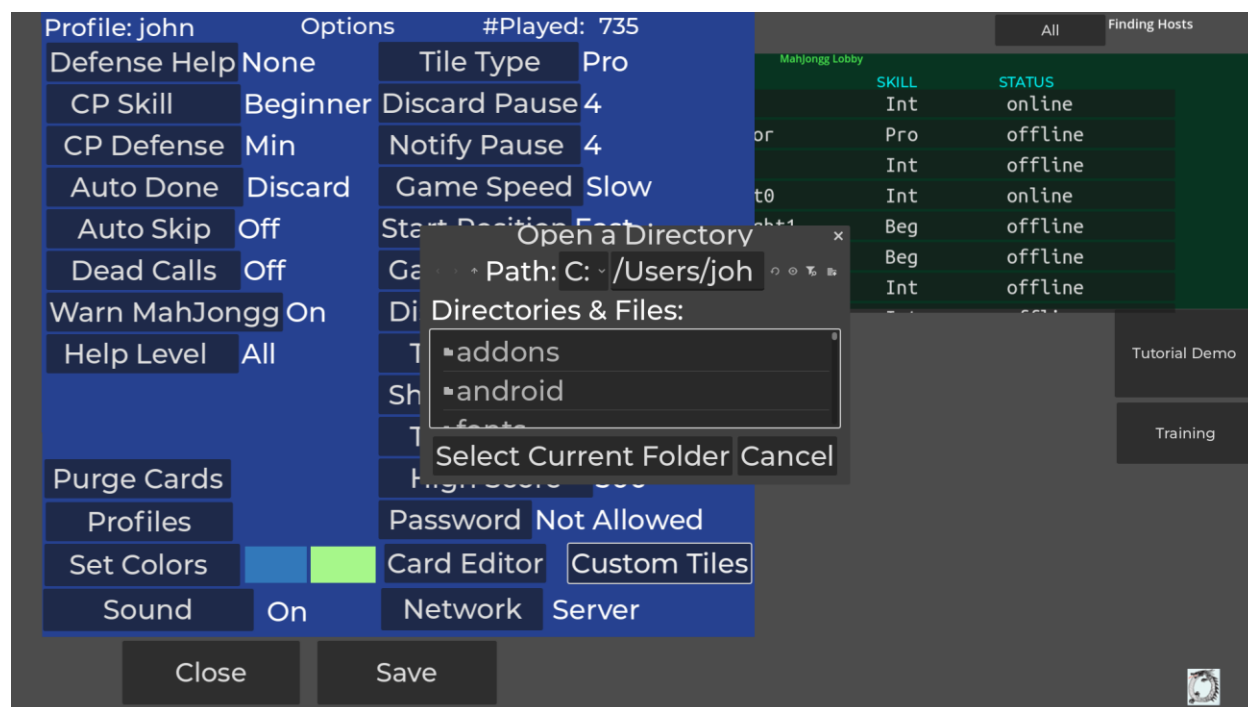 Profile: john Options #Played: 735
Defense Help None Tile Type Pro
CP Skill Beginner Discard Pause 4
CP Defense Min Notify Pause 4
Auto Done Discard Game Speed Slow
Auto Skip Off
Dead Calls Off
Warn MahJongg On
Help Level All
Purge Cards
Profiles Password Not Allowed
Set Colors Card Editor Custom Tiles
Sound On Network Server
Close Save
Open a Directory ×
Path: C: /Users/joh
Directories & Files:
addons
android
Select Current Folder Cancel
All Finding Hosts
MahJongg Lobby
SKILL STATUS
Int online
or Pro offline
Int offline
t0 Int online
Beg offline
Beg offline
Int offline
Tutorial Demo
Training